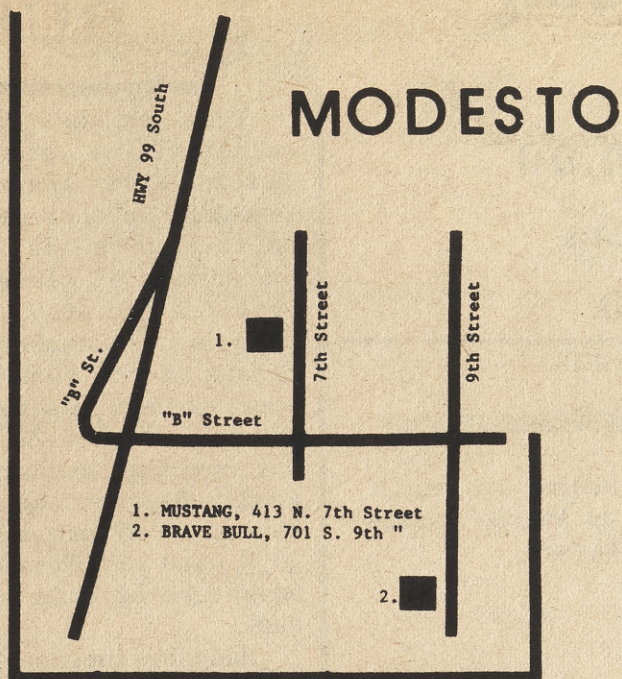 MODESTO
HWY 99 South
1.
7th Street
9th Street
"B" St.
"B" Street
1. MUSTANG, 413 N. 7th Street
2. BRAVE BULL, 701 S. 9th "
2.